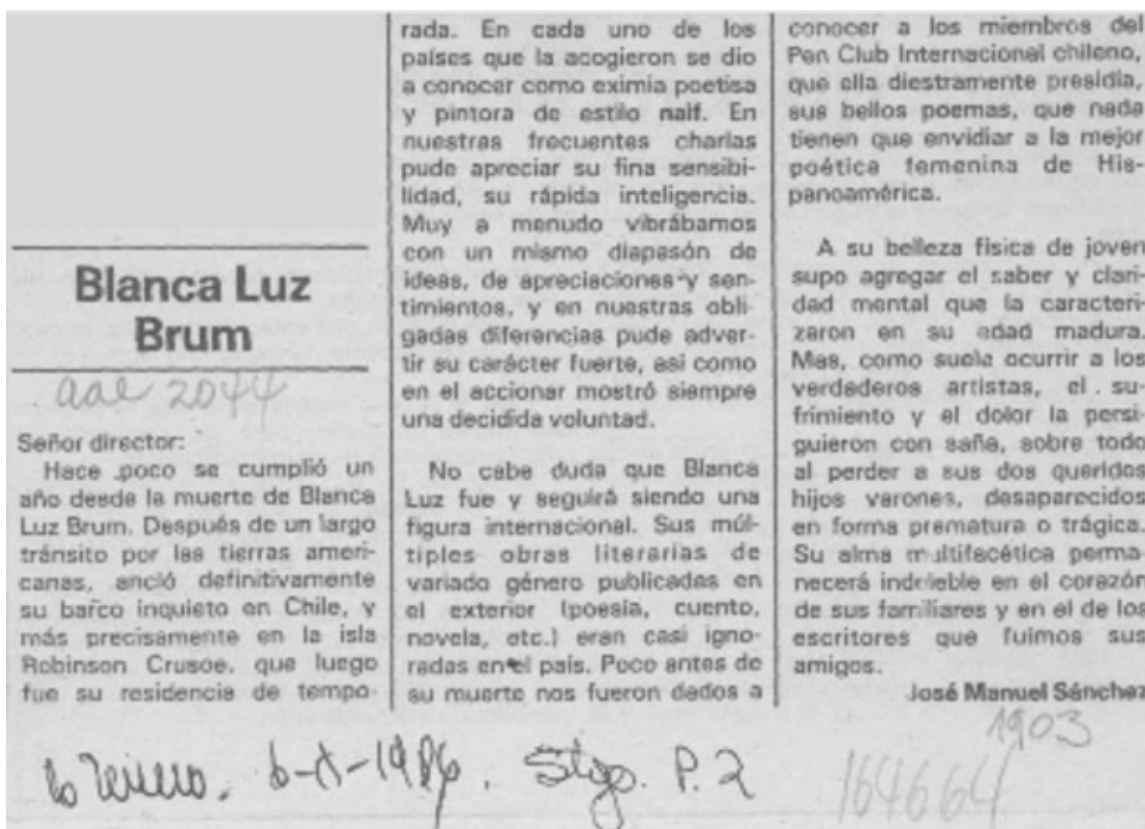 Blanca Luz
Brum
aae 2044
Señor director:
Hace poco se cumplió un
año desde la muerte de Blanca
Luz Brum. Después de un largo
tránsito por las tierras ameri-
canas, ancló definitivamente
su barco inquieto en Chile, y
más precisamente en la isla
Robinson Crusoe, que luego
fue su residencia de tempo-
rada. En cada uno de los
países que la acogieron se dio
a conocer como eximia poetisa
y pintora de estilo naif. En
nuestras frecuentes charlas
pude apreciar su fina sensibi-
lidad, su rápida inteligencia.
Muy a menudo vibrábamos
con un mismo diapasón de
ideas, de apreciaciones y sen-
timientos, y en nuestras obli-
gadas diferencias pude adver-
tir su carácter fuerte, así como
en el accionar mostró siempre
una decidida voluntad.
No cabe duda que Blanca
Luz fue y seguirá siendo una
figura internacional. Sus múl-
tiples obras literarias de
variado género publicadas en
el exterior (poesía, cuento,
novela, etc.) eran casi igno-
radas en el país. Poco antes de
su muerte nos fueron dados a
conocer a los miembros del
Pen Club Internacional chileno,
que ella diestramente presidía,
sus bellos poemas, que nada
tienen que envidiar a la mejor
poética femenina de His-
panoamérica.
A su belleza física de joven
supo agregar el saber y clari-
dad mental que la caracteri-
zaron en su edad madura.
Mas, como suele ocurrir a los
verdaderos artistas, el su-
frimiento y el dolor la persi-
guieron con saña, sobre todo
al perder a sus dos queridos
hijos varones, desaparecidos
en forma prematura o trágica.
Su alma multifacética perma-
necerá indeleble en el corazón
de sus familiares y en el de los
escritores que fuimos sus
amigos.
José Manuel Sánchez
1903
6-X-1986. Stgo. P. 2
164664